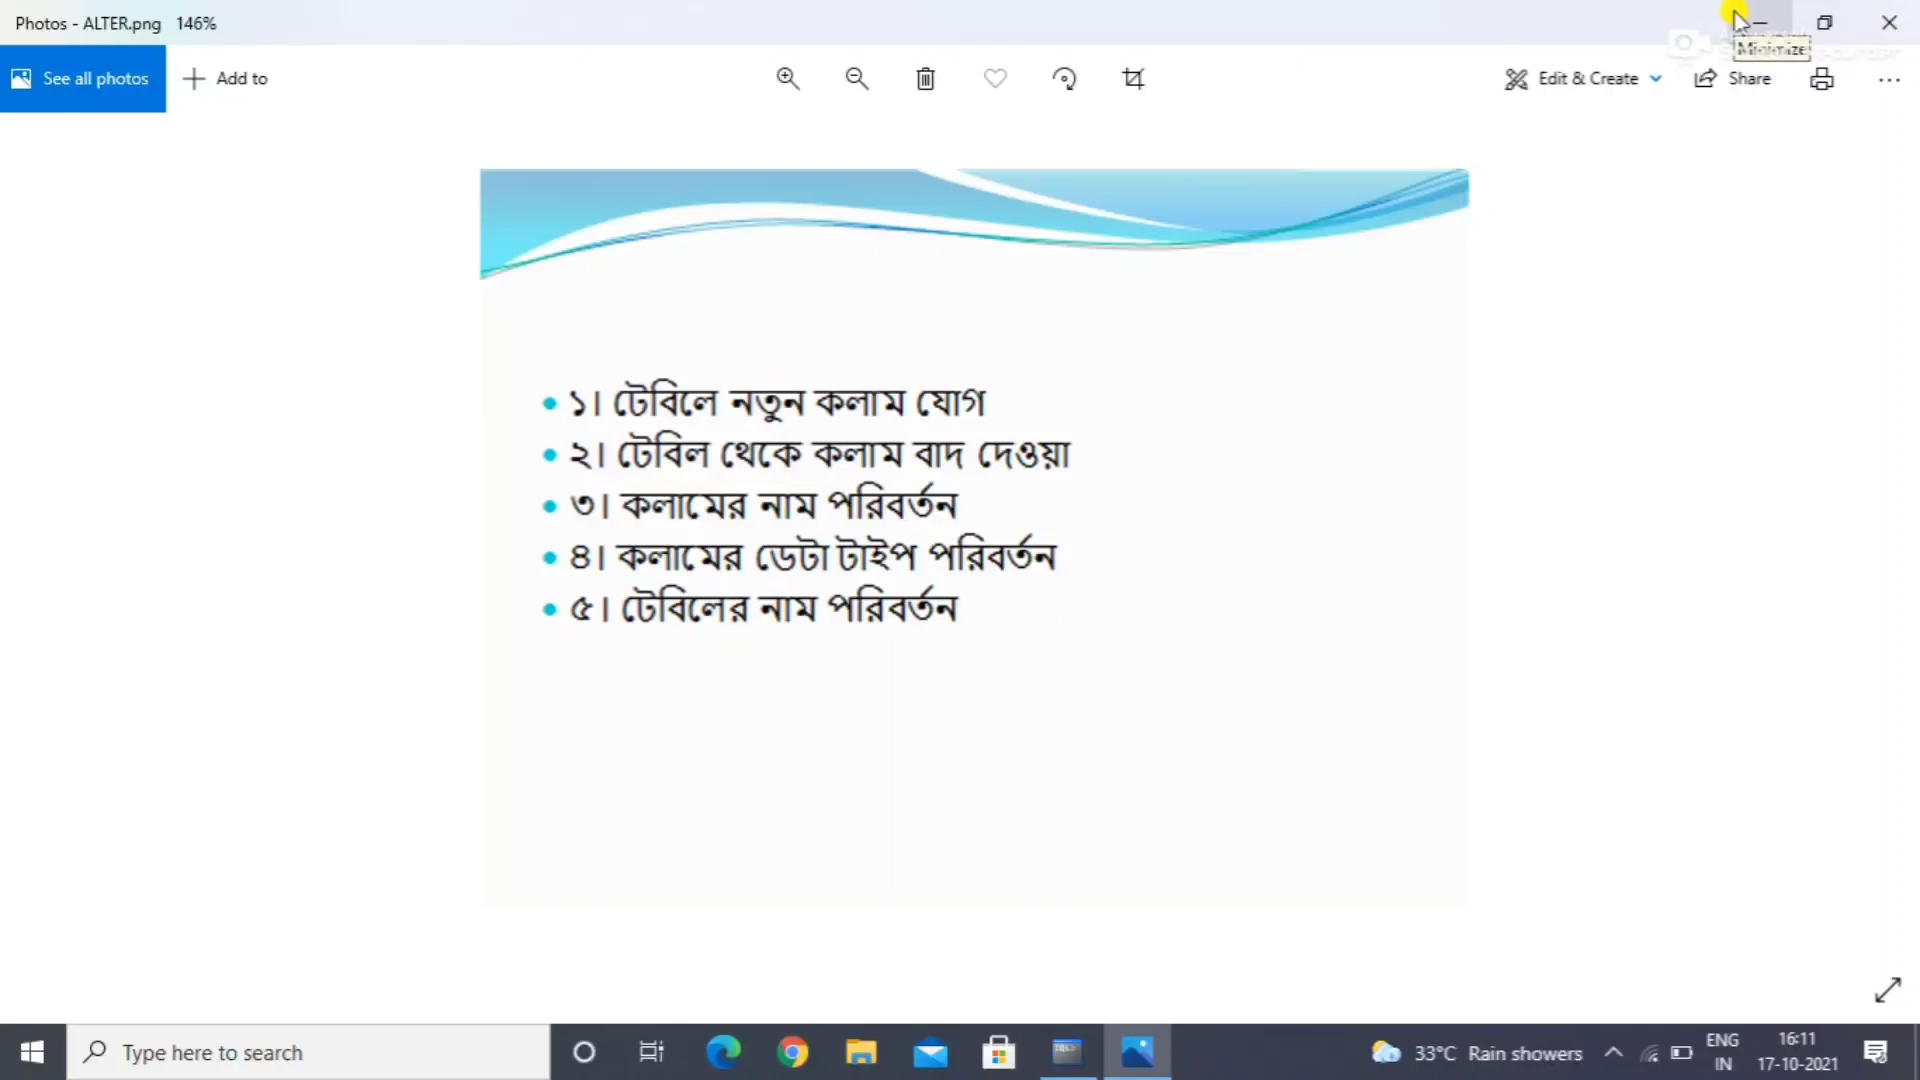 Photos - ALTER.png 146%
Minimize
See all photos
Add to
Edit & Create
Share
১। টেবিলে নতুন কলাম যোগ
২। টেবিল থেকে কলাম বাদ দেওয়া
৩। কলামের নাম পরিবর্তন
৪। কলামের ডেটা টাইপ পরিবর্তন
৫। টেবিলের নাম পরিবর্তন
Type here to search
33°C Rain showers
ENG
IN
16:11
17-10-2021